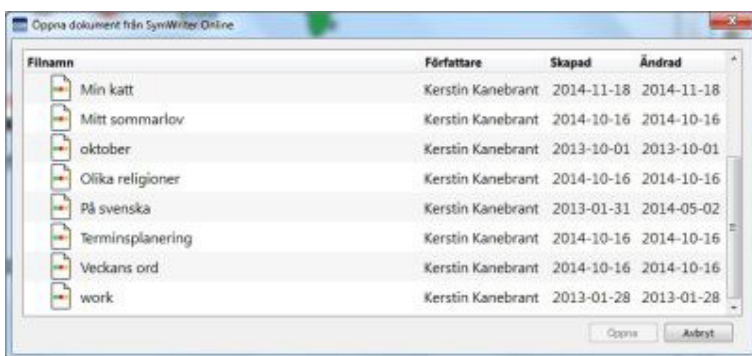 Öppna dokument från SymWriter Online
Filnamn Författare Skapad Ändrad
Min katt Kerstin Kanebrant 2014-11-18 2014-11-18
Mitt sommarlov Kerstin Kanebrant 2014-10-16 2014-10-16
oktober Kerstin Kanebrant 2013-10-01 2013-10-01
Olika religioner Kerstin Kanebrant 2014-10-16 2014-10-16
På svenska Kerstin Kanebrant 2013-01-31 2014-05-02
Terminsplanering Kerstin Kanebrant 2014-10-16 2014-10-16
Veckans ord Kerstin Kanebrant 2014-10-16 2014-10-16
work Kerstin Kanebrant 2013-01-28 2013-01-28
Öppna Avbryt